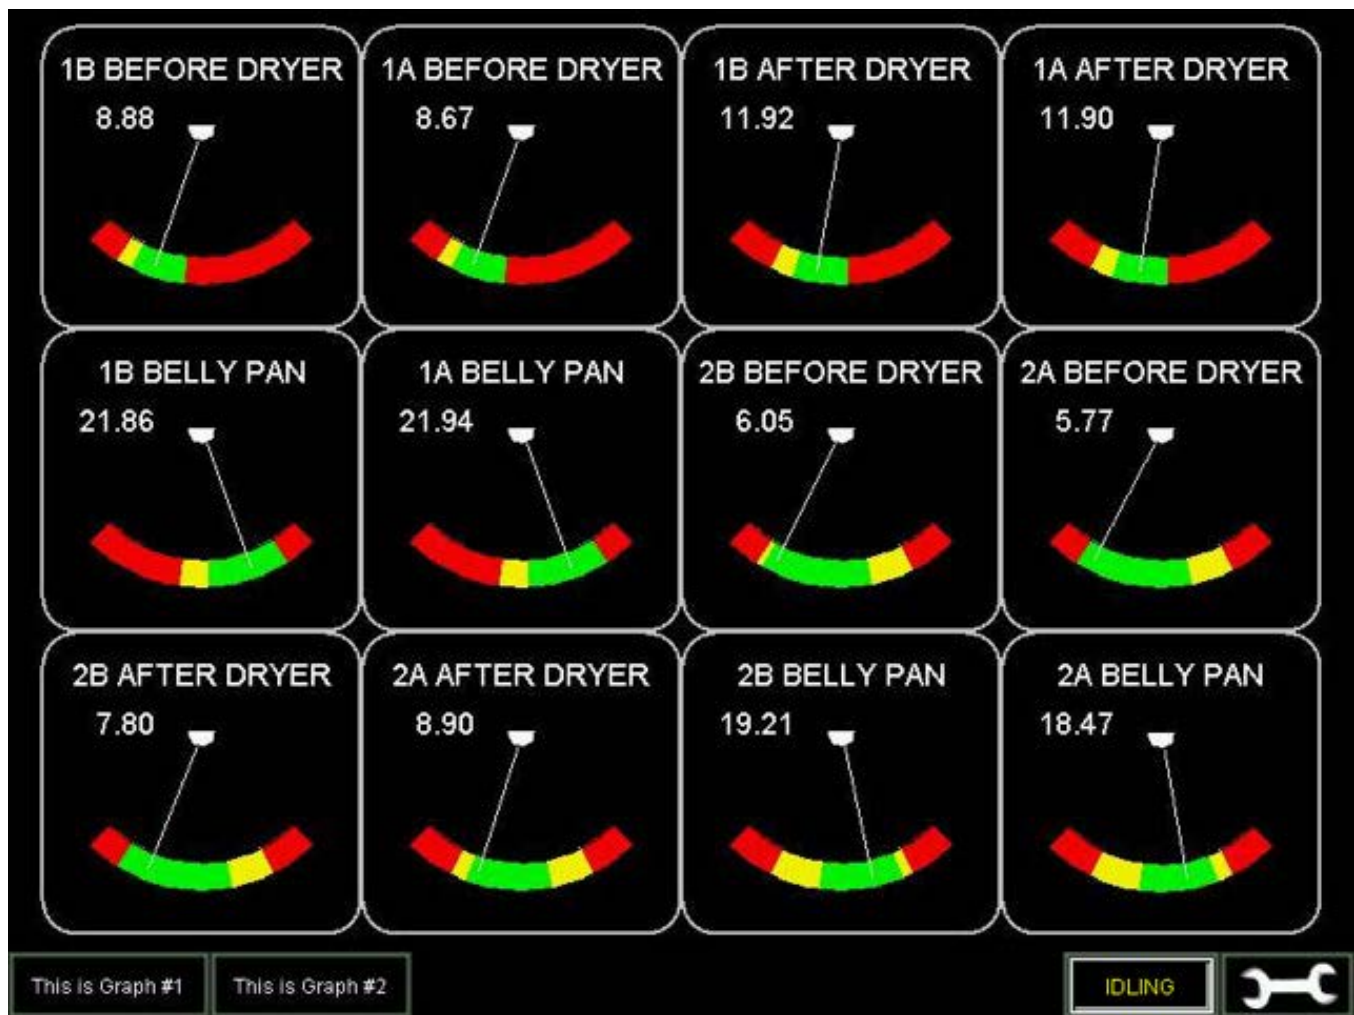 1B BEFORE DRYER
8.88
1A BEFORE DRYER
8.67
1B AFTER DRYER
11.92
1A AFTER DRYER
11.90
1B BELLY PAN
21.86
1A BELLY PAN
21.94
2B BEFORE DRYER
6.05
2A BEFORE DRYER
5.77
2B AFTER DRYER
7.80
2A AFTER DRYER
8.90
2B BELLY PAN
19.21
2A BELLY PAN
18.47
This is Graph #1
This is Graph #2
IDLING